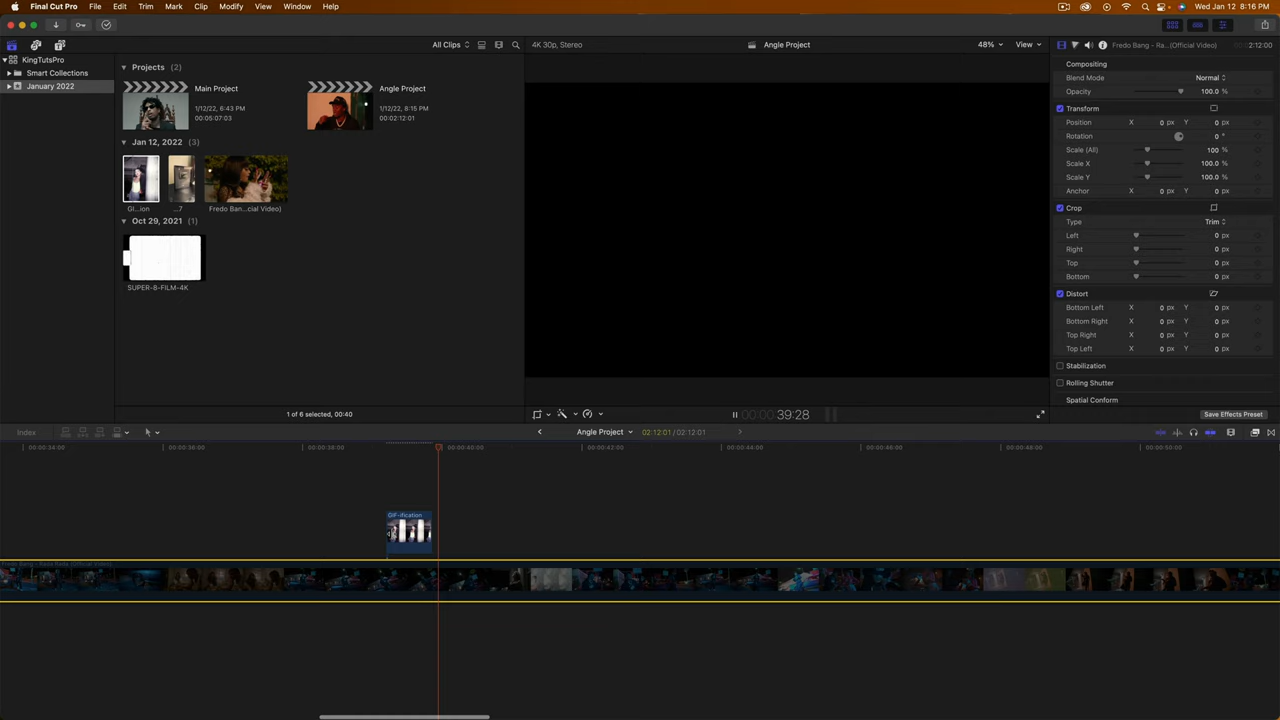 Final Cut Pro File Edit Trim Mark Clip Modify View Window Help Wed Jan 12 8:16 PM
All Clips 4K 30p, Stereo Angle Project 48% View Fredo Bang - Ra...(Official Video) 2:12:00
KingTutsPro
Smart Collections
January 2022
Projects (2)
Main Project
1/12/22, 6:43 PM
00:05:07:03
Angle Project
1/12/22, 8:15 PM
00:02:12:01
Jan 12, 2022 (3)
GI...ion ...7 Fredo Ban...cial Video)
Oct 29, 2021 (1)
SUPER-8-FILM-4K
1 of 6 selected, 00:40
00:00:39:28
Compositing
Blend Mode Normal
Opacity 100.0 %
Transform
Position X 0 px Y 0 px
Rotation 0 °
Scale (All) 100 %
Scale X 100.0 %
Scale Y 100.0 %
Anchor X 0 px Y 0 px
Crop
Type Trim
Left 0 px
Right 0 px
Top 0 px
Bottom 0 px
Distort
Bottom Left X 0 px Y 0 px
Bottom Right X 0 px Y 0 px
Top Right X 0 px Y 0 px
Top Left X 0 px Y 0 px
Stabilization
Rolling Shutter
Spatial Conform
Save Effects Preset
Index Angle Project 02:12:01 / 02:12:01
00:00:34:00 00:00:36:00 00:00:38:00 00:00:40:00 00:00:42:00 00:00:44:00 00:00:46:00 00:00:48:00 00:00:50:00
GIF-ification
Fredo Bang - (Official Video)